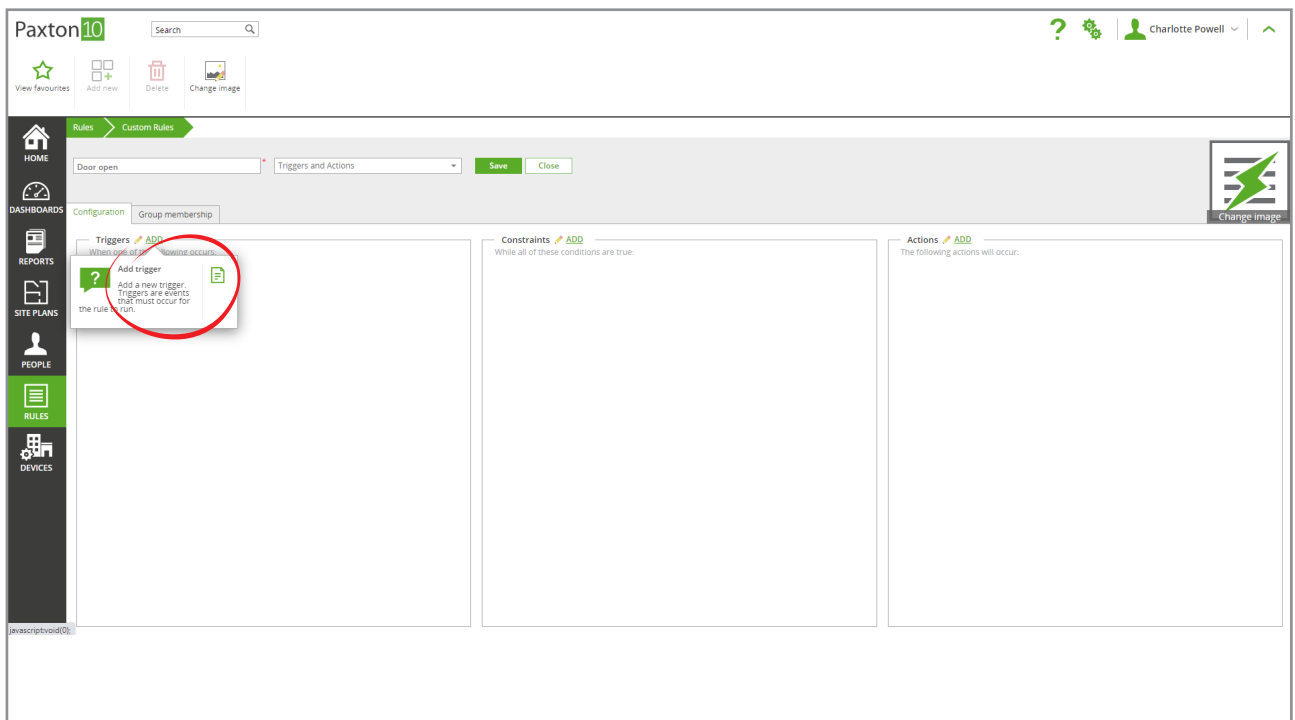 Paxton10
Search
Charlotte Powell
View favourites
Add new
Delete
Change image
Rules
Custom Rules
HOME
DASHBOARDS
REPORTS
SITE PLANS
PEOPLE
RULES
DEVICES
Door open
*
Triggers and Actions
Save
Close
Change image
Configuration
Group membership
Triggers ADD
When one of the following occurs:
?
Add trigger
Add a new trigger.
Triggers are events
that must occur for
the rule to run.
Constraints ADD
While all of these conditions are true:
Actions ADD
The following actions will occur:
javascript:void(0);